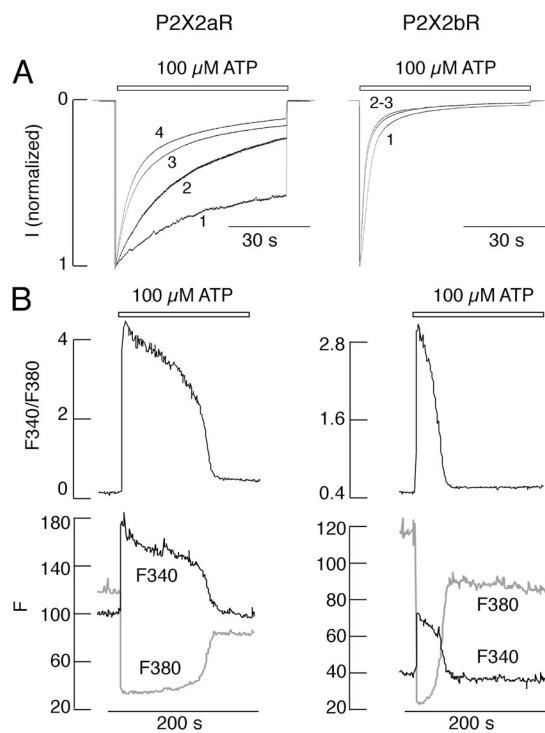 P2X2aR P2X2bR
A
100 µM ATP 100 µM ATP
0
I (normalized)
1
4
3
2
1
30 s
2-3
1
30 s
B
100 µM ATP 100 µM ATP
F340/F380
4
2
0
2.8
1.6
0.4
F
180
140
100
60
20
F340
F380
120
100
80
60
40
20
F380
F340
200 s 200 s